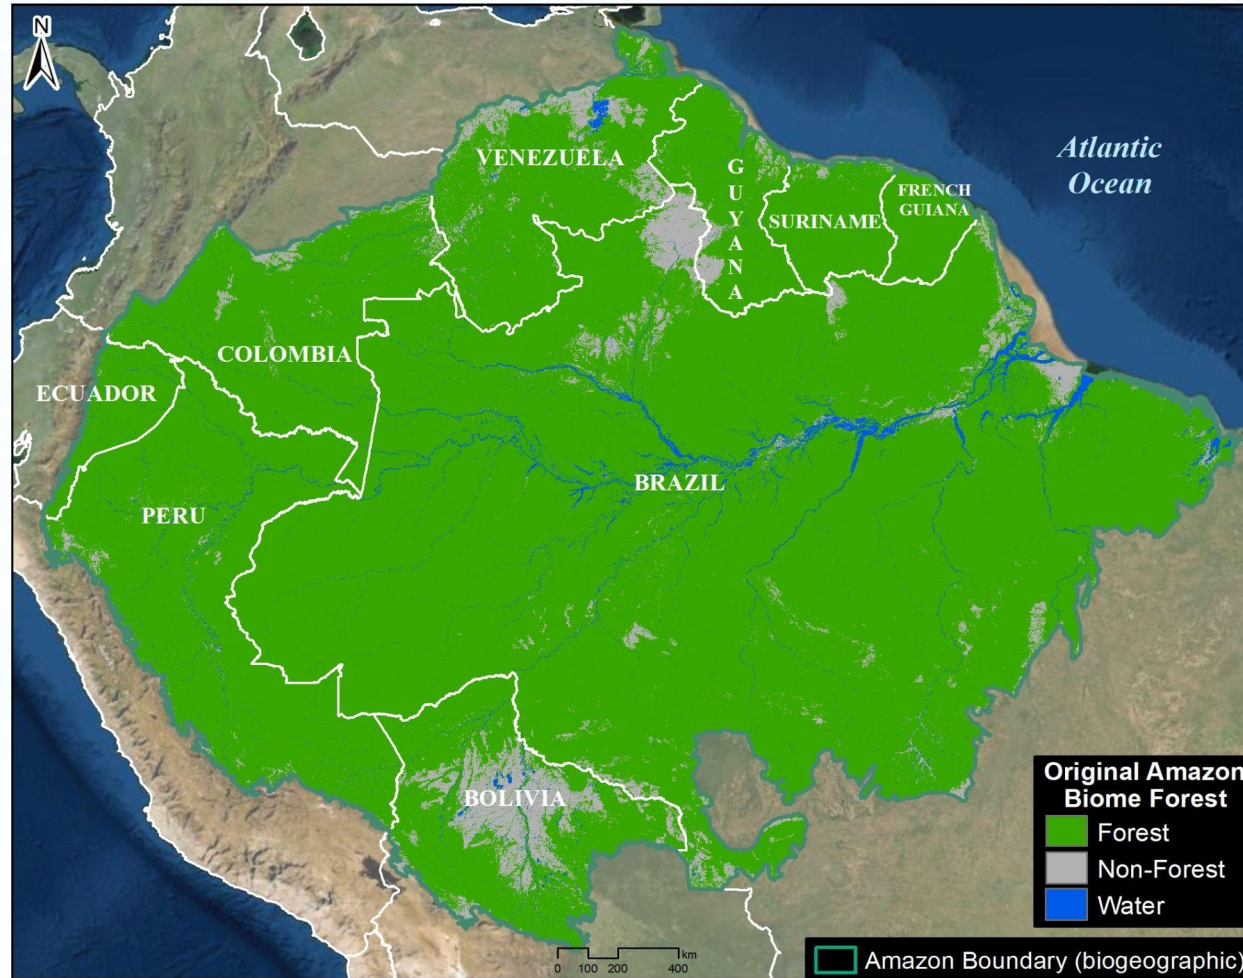 N
VENEZUELA
Atlantic
Ocean
G
U
Y
A
N
A
FRENCH
GUIANA
SURINAME
COLOMBIA
ECUADOR
BRAZIL
PERU
BOLIVIA
Original Amazon
Biome Forest
Forest
Non-Forest
Water
km
0 100 200 400
Amazon Boundary (biogeographic)